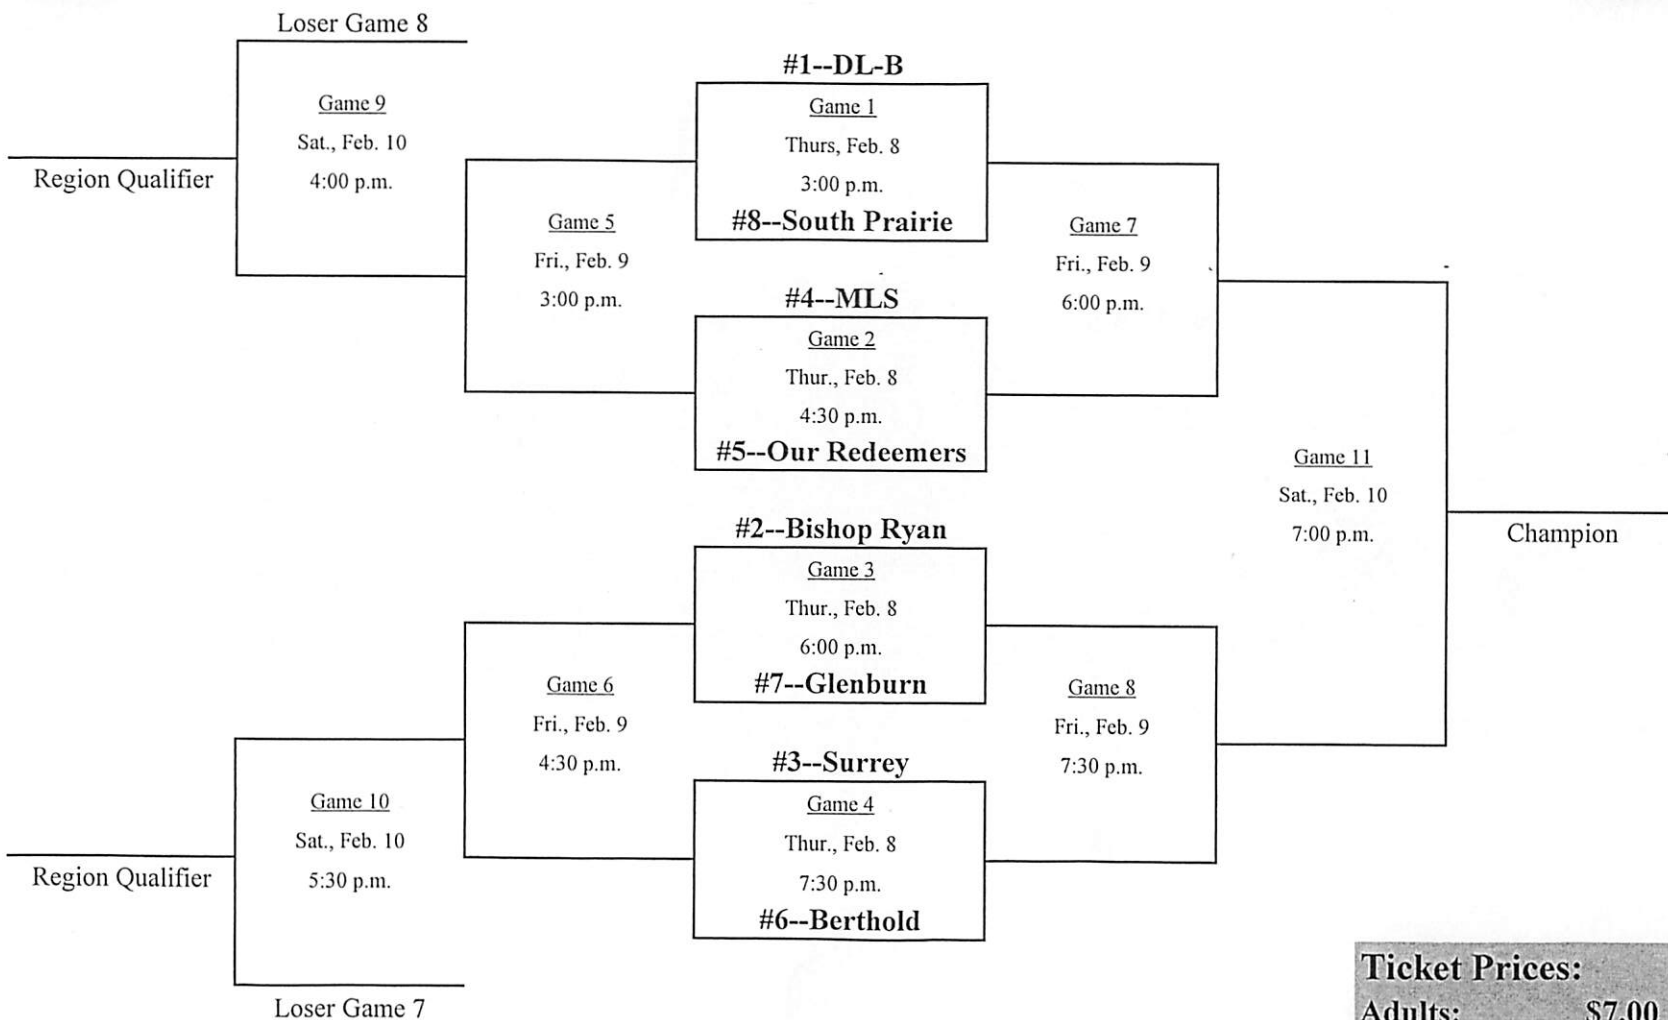 Loser Game 8
Game 9
Sat., Feb. 10
4:00 p.m.
Region Qualifier
Game 5
Fri., Feb. 9
3:00 p.m.
#1--DL-B
Game 1
Thurs, Feb. 8
3:00 p.m.
#8--South Prairie
#4--MLS
Game 2
Thur., Feb. 8
4:30 p.m.
#5--Our Redeemers
Game 7
Fri., Feb. 9
6:00 p.m.
#2--Bishop Ryan
Game 3
Thur., Feb. 8
6:00 p.m.
#7--Glenburn
#3--Surrey
Game 4
Thur., Feb. 8
7:30 p.m.
#6--Berthold
Game 6
Fri., Feb. 9
4:30 p.m.
Game 8
Fri., Feb. 9
7:30 p.m.
Game 10
Sat., Feb. 10
5:30 p.m.
Region Qualifier
Loser Game 7
Game 11
Sat., Feb. 10
7:00 p.m.
Champion
Ticket Prices:
Adults: $7.00